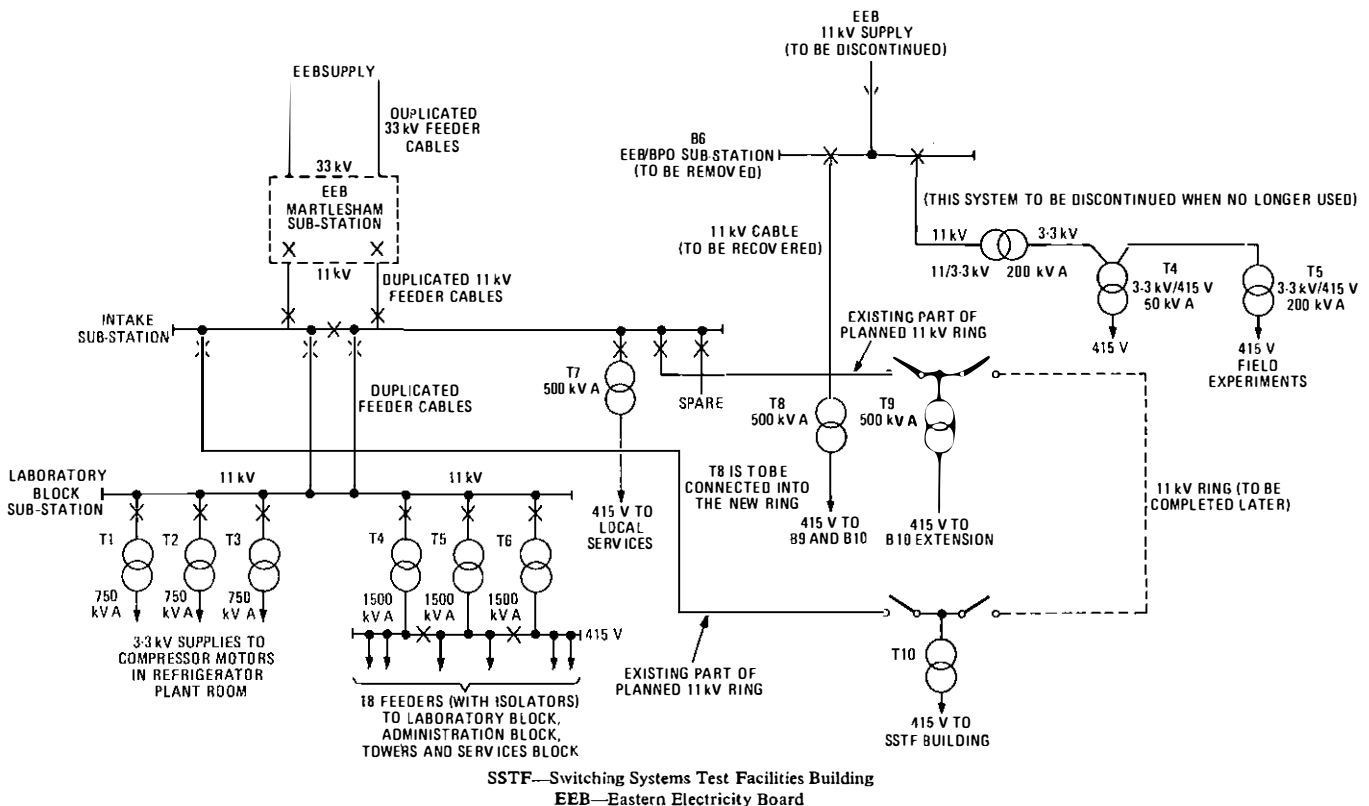 EEB
11 kV SUPPLY
(TO BE DISCONTINUED)
EEBSUPPLY
OUPLICATED
33 kV FEEDER
CABLES
33 kV
EEB
MARTLESHAM
SUB-STATION
11 kV
DUPLICATED 11 kV
FEEDER CABLES
B6
EEB/BPO SUB-STATION
(TO BE REMOVED)
(THIS SYSTEM TO BE DISCONTINUED WHEN NO LONGER USED)
11 kV CABLE
(TO BE RECOVERED)
11 kV
3·3 kV
11/3·3 kV
200 kV A
T4
3·3 kV/415 V
50 kV A
415 V
T5
3·3 kV/415 V
200 kV A
415 V
FIELD
EXPERIMENTS
INTAKE
SUB-STATION
EXISTING PART OF
PLANNED 11 kV RING
DUPLICATED
FEEDER CABLES
T7
500 kV A
SPARE
T8
500 kV A
T9
500 kV A
T8 IS TO BE
CONNECTED INTO
THE NEW RING
11 kV RING (TO BE
COMPLETED LATER)
415 V TO
LOCAL
SERVICES
415 V TO
B9 AND B10
415 V TO
B10 EXTENSION
LABORATORY
BLOCK
SUB-STATION
11 kV
11 kV
T1
T2
T3
T4
T5
T6
750
kV A
750
kV A
750
kV A
1500
kV A
1500
kV A
1500
kV A
415 V
3·3 kV SUPPLIES TO
COMPRESSOR MOTORS
IN REFRIGERATOR
PLANT ROOM
18 FEEDERS (WITH ISOLATORS)
TO LABORATORY BLOCK,
ADMINISTRATION BLOCK,
TOWERS AND SERVICES BLOCK
EXISTING PART OF
PLANNED 11 kV RING
T10
415 V TO
SSTF BUILDING
SSTF—Switching Systems Test Facilities Building
EEB—Eastern Electricity Board